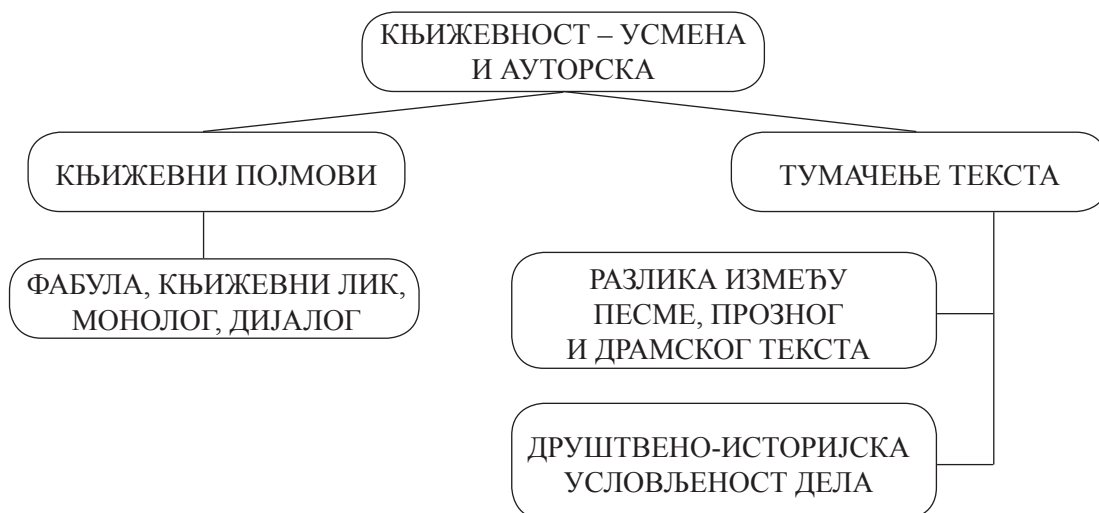 КЊИЖЕВНОСТ – УСМЕНА
И АУТОРСКА
КЊИЖЕВНИ ПОЈМОВИ
ТУМАЧЕЊЕ ТЕКСТА
ФАБУЛА, КЊИЖЕВНИ ЛИК,
МОНОЛОГ, ДИЈАЛОГ
РАЗЛИКА ИЗМЕЂУ
ПЕСМЕ, ПРОЗНОГ
И ДРАМСКОГ ТЕКСТА
ДРУШТВЕНО-ИСТОРИЈСКА
УСЛОВЉЕНОСТ ДЕЛА